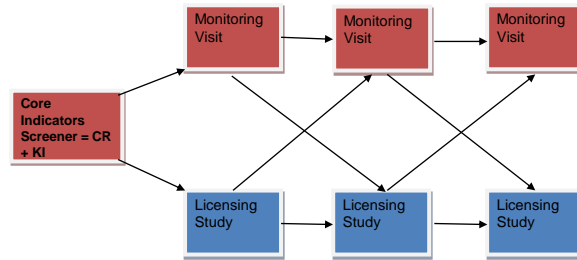 Monitoring
Visit
Monitoring
Visit
Monitoring
Visit
Core
Indicators
Screener = CR
+ KI
Licensing
Study
Licensing
Study
Licensing
Study